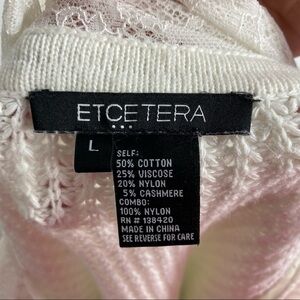 ETCETERA
L
SELF:
50% COTTON
25% VISCOSE
20% NYLON
5% CASHMERE
COMBO:
100% NYLON
RN # 138420
MADE IN CHINA
SEE REVERSE FOR CARE